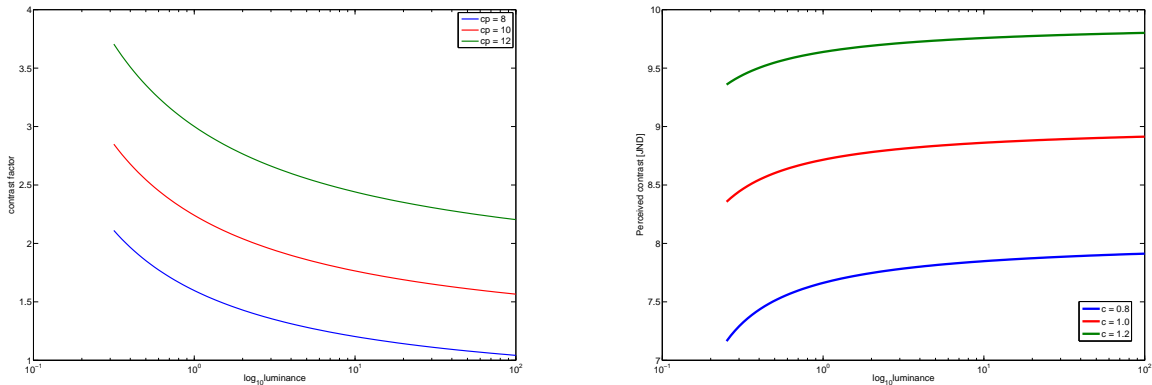 4
3.5
3
2.5
2
1.5
1
contrast factor
10^-1
10^0
10^1
10^2
log_10luminance
cp = 8
cp = 10
cp = 12
10
9.5
9
8.5
8
7.5
7
Perceived contrast [JND]
10^-1
10^0
10^1
10^2
log_10luminance
c = 0.8
c = 1.0
c = 1.2